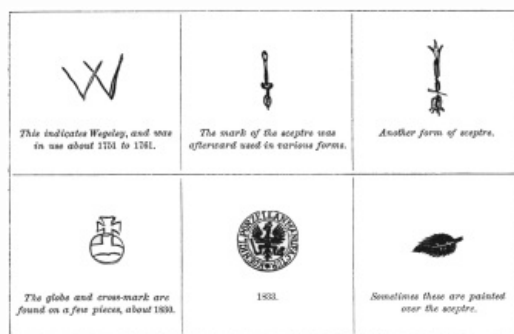 W
This indicates Wegeley, and was
in use about 1751 to 1761.
The mark of the sceptre was
afterward used in various forms.
Another form of sceptre.
The globe and cross-mark are
found on a few pieces, about 1830.
1833.
Sometimes these are painted
over the sceptre.